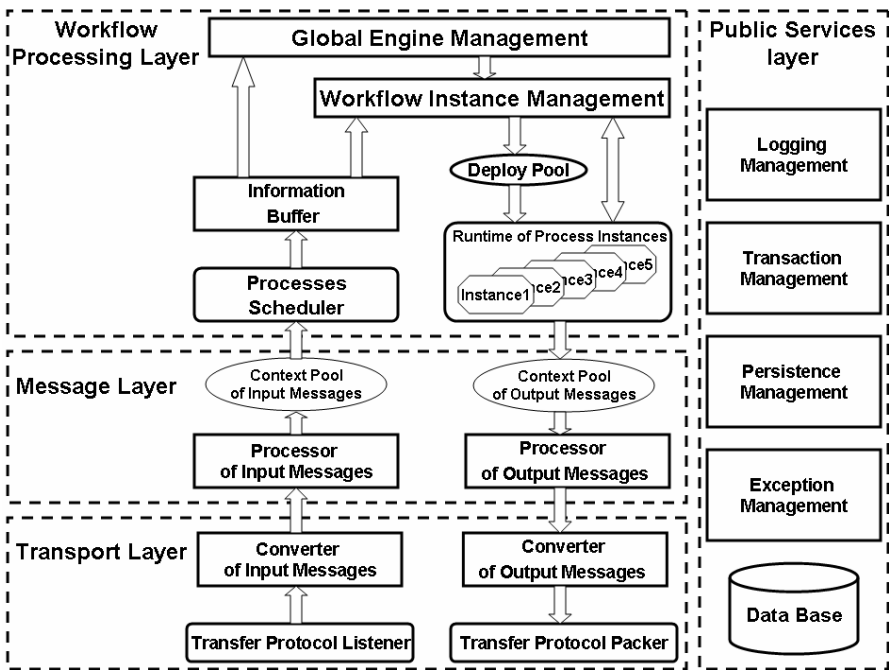 Workflow
Processing Layer
Global Engine Management
Workflow Instance Management
Deploy Pool
Information
Buffer
Runtime of Process Instances
Instance1
nce2
nce3
nce4
nce5
Processes
Scheduler
Message Layer
Context Pool
of Input Messages
Context Pool
of Output Messages
Processor
of Input Messages
Processor
of Output Messages
Transport Layer
Converter
of Input Messages
Converter
of Output Messages
Transfer Protocol Listener
Transfer Protocol Packer
Public Services
layer
Logging
Management
Transaction
Management
Persistence
Management
Exception
Management
Data Base